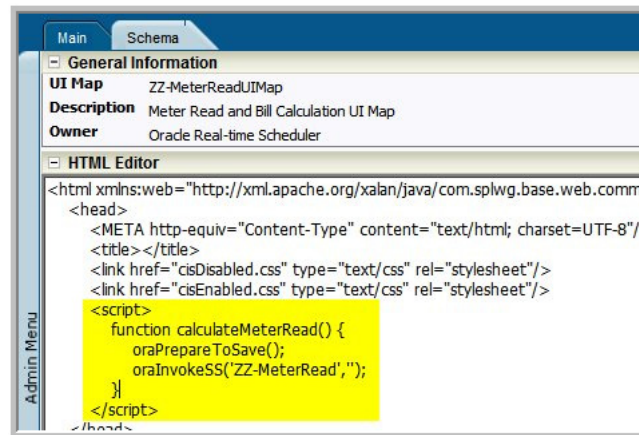 Main Schema
General Information
UI Map ZZ-MeterReadUIMap
Description Meter Read and Bill Calculation UI Map
Owner Oracle Real-time Scheduler
HTML Editor
<html xmlns:web="http://xml.apache.org/xalan/java/com.splwg.base.web.comm
<head>
<META http-equiv="Content-Type" content="text/html; charset=UTF-8"/
<title></title>
<link href="cisDisabled.css" type="text/css" rel="stylesheet"/>
<link href="cisEnabled.css" type="text/css" rel="stylesheet"/>
<script>
function calculateMeterRead() {
oraPrepareToSave();
oraInvokeSS('ZZ-MeterRead','');
}
</script>
</head>
Admin Menu